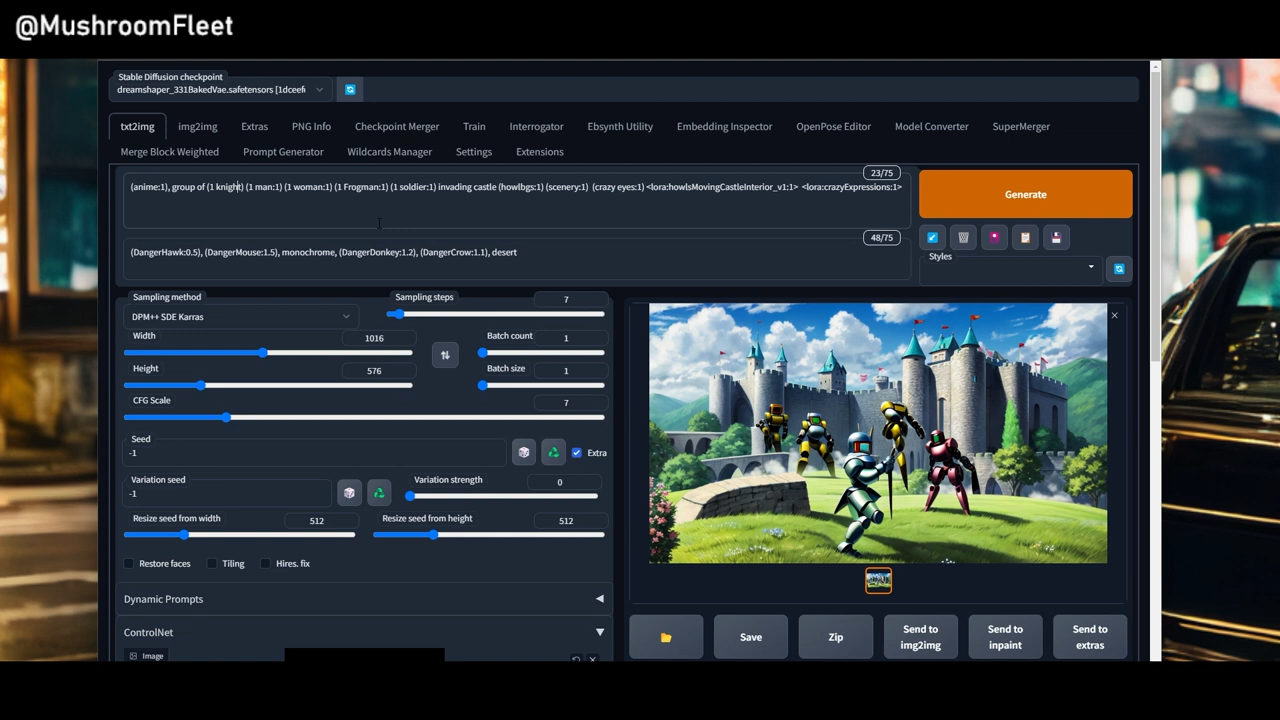 @MushroomFleet
Stable Diffusion checkpoint
dreamshaper_331BakedVae.safetensors [1dceefe
txt2img img2img Extras PNG Info Checkpoint Merger Train Interrogator Ebsynth Utility Embedding Inspector OpenPose Editor Model Converter SuperMerger
Merge Block Weighted Prompt Generator Wildcards Manager Settings Extensions
23/75
(anime:1), group of (1 knight) (1 man:1) (1 woman:1) (1 Frogman:1) (1 soldier:1) invading castle (howlbgs:1) (scenery:1) (crazy eyes:1) <lora:howlsMovingCastleInterior_v1:1> <lora:crazyExpressions:1>
Generate
48/75
(DangerHawk:0.5), (DangerMouse:1.5), monochrome, (DangerDonkey:1.2), (DangerCrow:1.1), desert
Styles
Sampling method
DPM++ SDE Karras
Sampling steps 7
Width 1016
Batch count 1
Height 576
Batch size 1
CFG Scale 7
Seed
-1
Extra
Variation seed
-1
Variation strength 0
Resize seed from width 512
Resize seed from height 512
Restore faces Tiling Hires. fix
Dynamic Prompts
ControlNet
Image
Save
Zip
Send to img2img
Send to inpaint
Send to extras